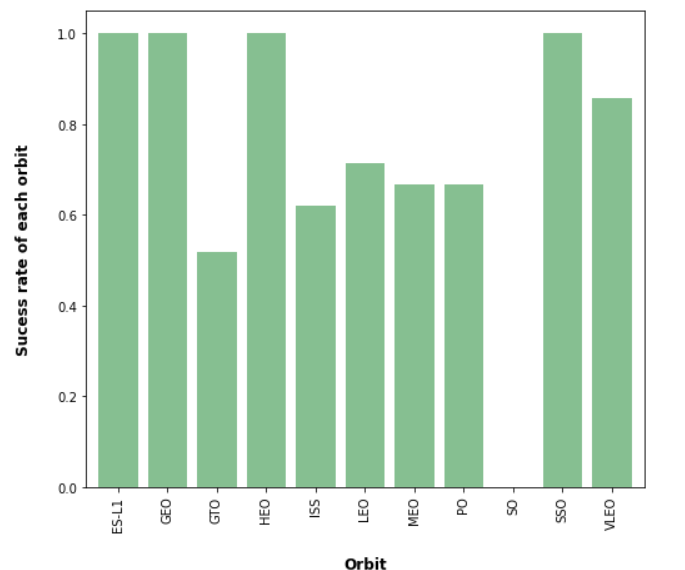 Sucess rate of each orbit
1.0
0.8
0.6
0.4
0.2
0.0
ES-L1
GEO
GTO
HEO
ISS
LEO
MEO
PO
SO
SSO
VLEO
Orbit